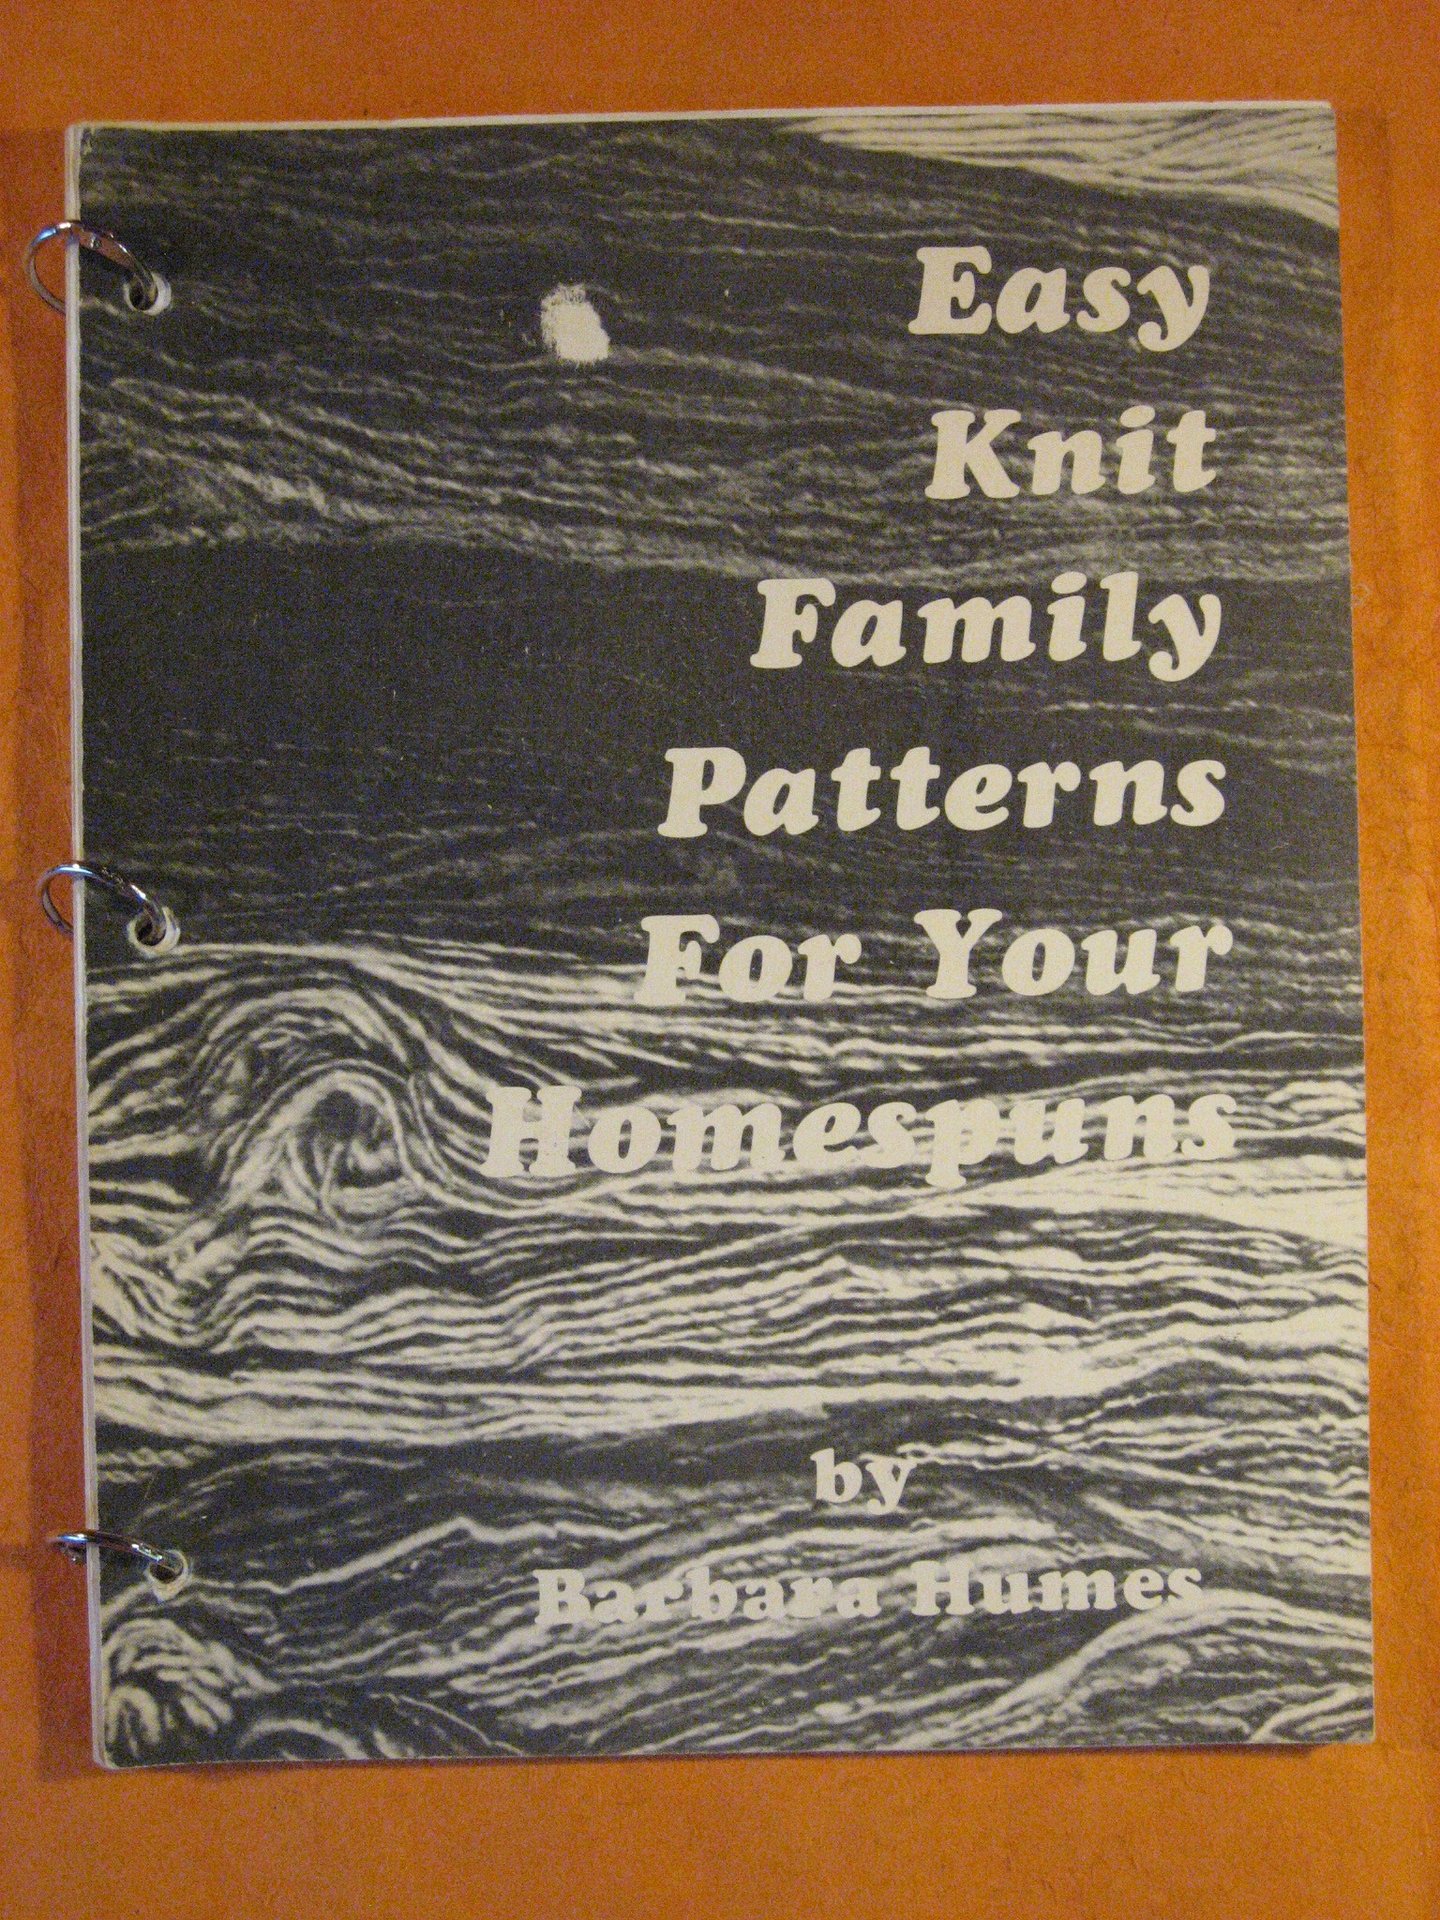 Easy
Knit
Family
Patterns
For Your
Homespuns
by
Barbara Humes